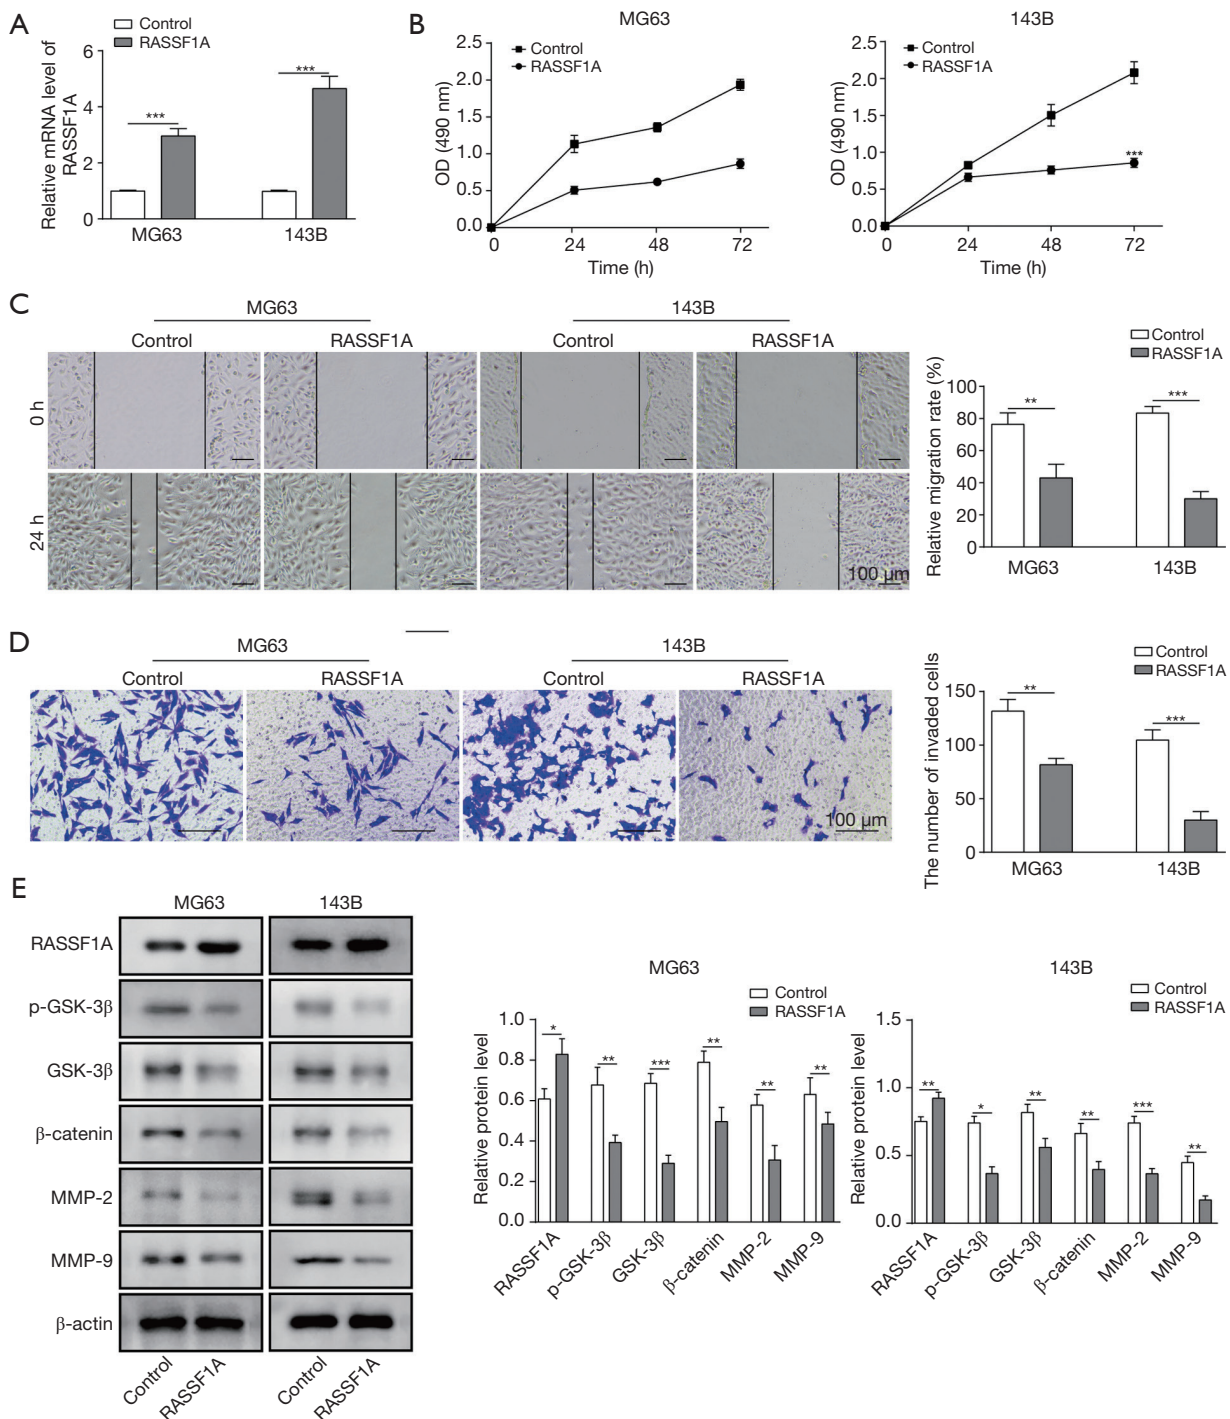 A
Control
RASSF1A
Relative mRNA level of
RASSF1A
6
4
2
0
***
***
MG63
143B
B
MG63
Control
RASSF1A
OD (490 nm)
2.5
2.0
1.5
1.0
0.5
0.0
0
24
48
72
Time (h)
143B
Control
RASSF1A
OD (490 nm)
2.5
2.0
1.5
1.0
0.5
0.0
***
0
24
48
72
Time (h)
C
MG63
143B
Control
RASSF1A
Control
RASSF1A
0 h
24 h
100 μm
Control
RASSF1A
Relative migration rate (%)
100
80
60
40
20
0
**
***
MG63
143B
D
MG63
143B
Control
RASSF1A
Control
RASSF1A
100 μm
Control
RASSF1A
The number of invaded cells
150
100
50
0
**
***
MG63
143B
E
MG63
143B
RASSF1A
p-GSK-3β
GSK-3β
β-catenin
MMP-2
MMP-9
β-actin
Control
RASSF1A
Control
RASSF1A
MG63
Control
RASSF1A
Relative protein level
1.0
0.8
0.6
0.4
0.2
0.0
*
**
***
**
**
**
RASSF1A
p-GSK-3β
GSK-3β
β-catenin
MMP-2
MMP-9
143B
Control
RASSF1A
Relative protein level
1.5
1.0
0.5
0.0
**
*
**
**
***
**
RASSF1A
p-GSK-3β
GSK-3β
β-catenin
MMP-2
MMP-9